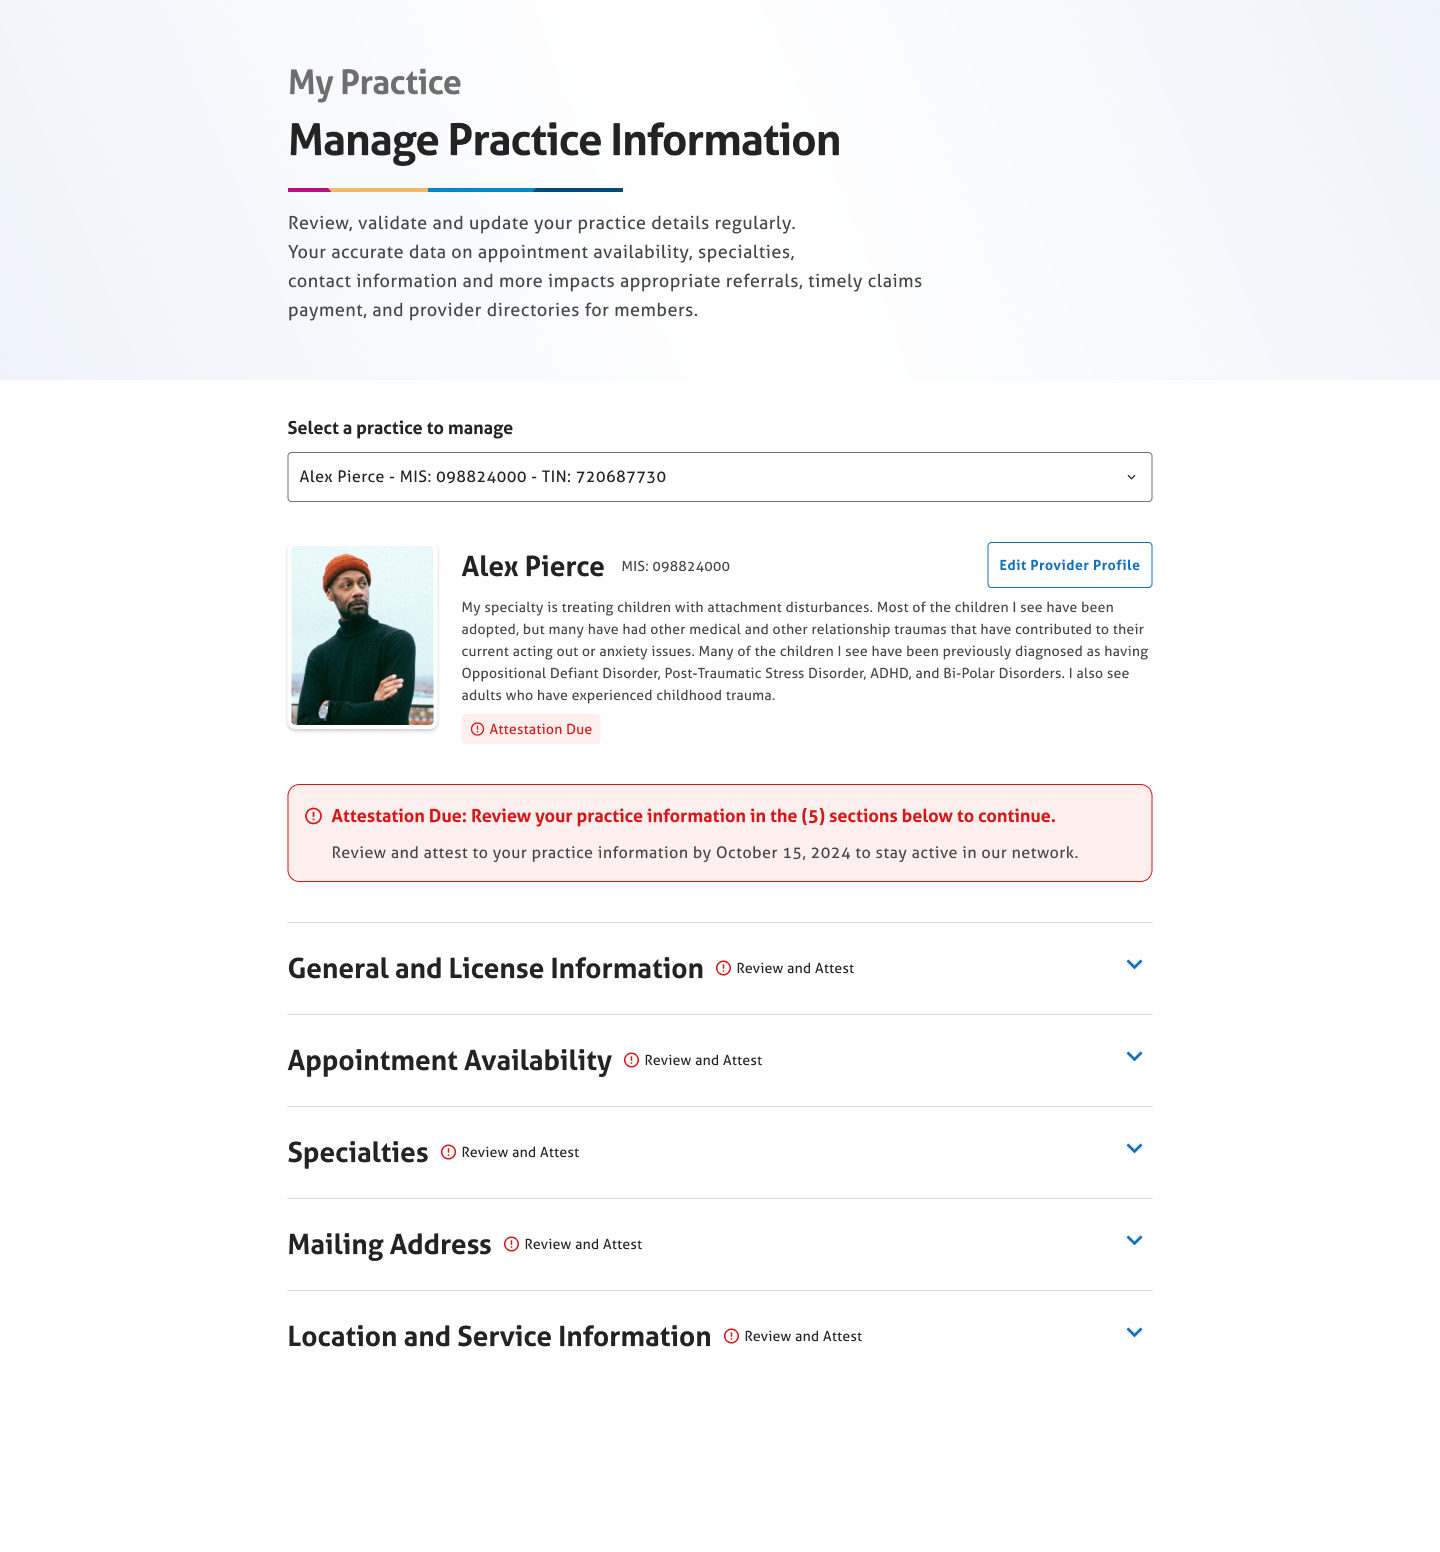 My Practice
Manage Practice Information
Review, validate and update your practice details regularly.
Your accurate data on appointment availability, specialties,
contact information and more impacts appropriate referrals, timely claims
payment, and provider directories for members.
Select a practice to manage
Alex Pierce - MIS: 098824000 - TIN: 720687730
Alex Pierce MIS: 098824000
Edit Provider Profile
My specialty is treating children with attachment disturbances. Most of the children I see have been
adopted, but many have had other medical and other relationship traumas that have contributed to their
current acting out or anxiety issues. Many of the children I see have been previously diagnosed as having
Oppositional Defiant Disorder, Post-Traumatic Stress Disorder, ADHD, and Bi-Polar Disorders. I also see
adults who have experienced childhood trauma.
Attestation Due
Attestation Due: Review your practice information in the (5) sections below to continue.
Review and attest to your practice information by October 15, 2024 to stay active in our network.
General and License Information Review and Attest
Appointment Availability Review and Attest
Specialties Review and Attest
Mailing Address Review and Attest
Location and Service Information Review and Attest